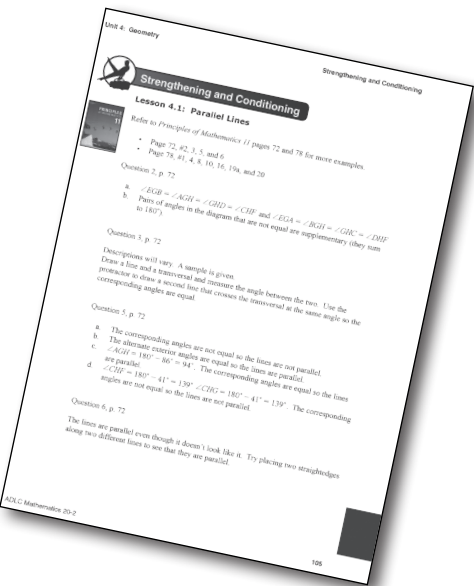 Unit 4: Geometry
Strengthening and Conditioning
Strengthening and Conditioning
Lesson 4.1: Parallel Lines
Refer to Principles of Mathematics 11 pages 72 and 78 for more examples.
• Page 72, #2, 3, 5, and 6
• Page 78, #1, 4, 8, 10, 16, 19a, and 20
Question 2, p. 72
a. ∠EGB = ∠AGH = ∠GHD = ∠CHF and ∠EGA = ∠BGH = ∠GHC = ∠DHF
b. Pairs of angles in the diagram that are not equal are supplementary (they sum
to 180°).
Question 3, p. 72
Descriptions will vary. A sample is given.
Draw a line and a transversal and measure the angle between the two. Use the
protractor to draw a second line that crosses the transversal at the same angle so the
corresponding angles are equal.
Question 5, p. 72
a. The corresponding angles are not equal so the lines are not parallel.
b. The alternate exterior angles are equal so the lines are parallel.
c. ∠AGH = 180° − 86° = 94°. The corresponding angles are equal so the lines
are parallel.
d. ∠CHF = 180° − 41° = 139° ∠CHG = 180° − 41° = 139°. The corresponding
angles are not equal so the lines are not parallel.
Question 6, p. 72
The lines are parallel even though it doesn't look like it. Try placing two straightedges
along two different lines to see that they are parallel.
ADLC Mathematics 20-2
105